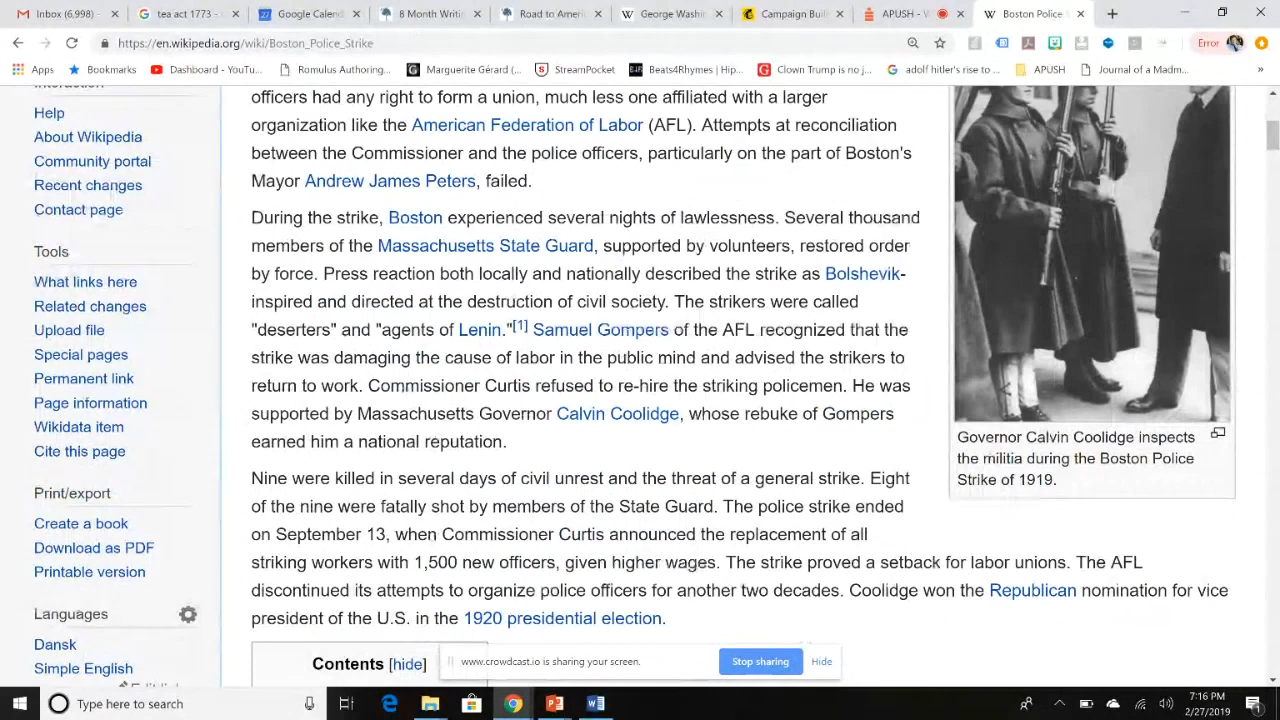 Inbox (6,998)
tea act 1773 -
Google Calend
8 Month Writi
Road to Ameri
George Washi
Campaign Buil
APUSH - V
Boston Police
https://en.wikipedia.org/wiki/Boston_Police_Strike
Error
Apps
Bookmarks
Dashboard - YouTu...
Romulus Authoring...
Marguerite Gérard (...
StreamPocket
Beats4Rhymes | Hip...
Clown Trump is no j...
adolf hitler's rise to ...
APUSH
Journal of a Madm...
»
Interaction
Help
About Wikipedia
Community portal
Recent changes
Contact page
Tools
What links here
Related changes
Upload file
Special pages
Permanent link
Page information
Wikidata item
Cite this page
Print/export
Create a book
Download as PDF
Printable version
Languages
Dansk
Simple English
officers had any right to form a union, much less one affiliated with a larger
organization like the American Federation of Labor (AFL). Attempts at reconciliation
between the Commissioner and the police officers, particularly on the part of Boston's
Mayor Andrew James Peters, failed.
During the strike, Boston experienced several nights of lawlessness. Several thousand
members of the Massachusetts State Guard, supported by volunteers, restored order
by force. Press reaction both locally and nationally described the strike as Bolshevik-
inspired and directed at the destruction of civil society. The strikers were called
"deserters" and "agents of Lenin."[1] Samuel Gompers of the AFL recognized that the
strike was damaging the cause of labor in the public mind and advised the strikers to
return to work. Commissioner Curtis refused to re-hire the striking policemen. He was
supported by Massachusetts Governor Calvin Coolidge, whose rebuke of Gompers
earned him a national reputation.
Nine were killed in several days of civil unrest and the threat of a general strike. Eight
of the nine were fatally shot by members of the State Guard. The police strike ended
on September 13, when Commissioner Curtis announced the replacement of all
striking workers with 1,500 new officers, given higher wages. The strike proved a setback for labor unions. The AFL
discontinued its attempts to organize police officers for another two decades. Coolidge won the Republican nomination for vice
president of the U.S. in the 1920 presidential election.
Governor Calvin Coolidge inspects
the militia during the Boston Police
Strike of 1919.
Contents [hide]
www.crowdcast.io is sharing your screen.
Stop sharing
Hide
Type here to search
7:16 PM
2/27/2019
1